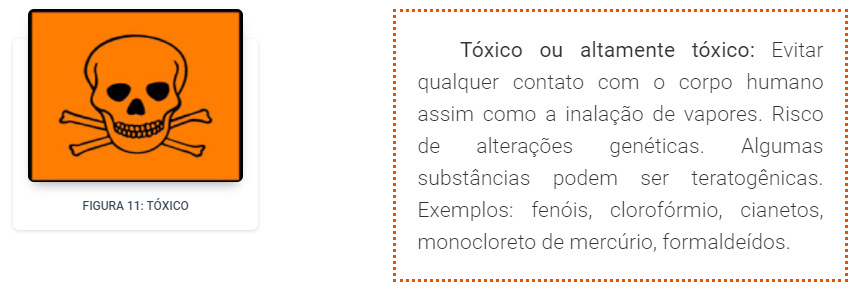 FIGURA 11: TÓXICO
Tóxico ou altamente tóxico: Evitar
qualquer contato com o corpo humano
assim como a inalação de vapores. Risco
de alterações genéticas. Algumas
substâncias podem ser teratogênicas.
Exemplos: fenóis, clorofórmio, cianetos,
monocloreto de mercúrio, formaldeídos.